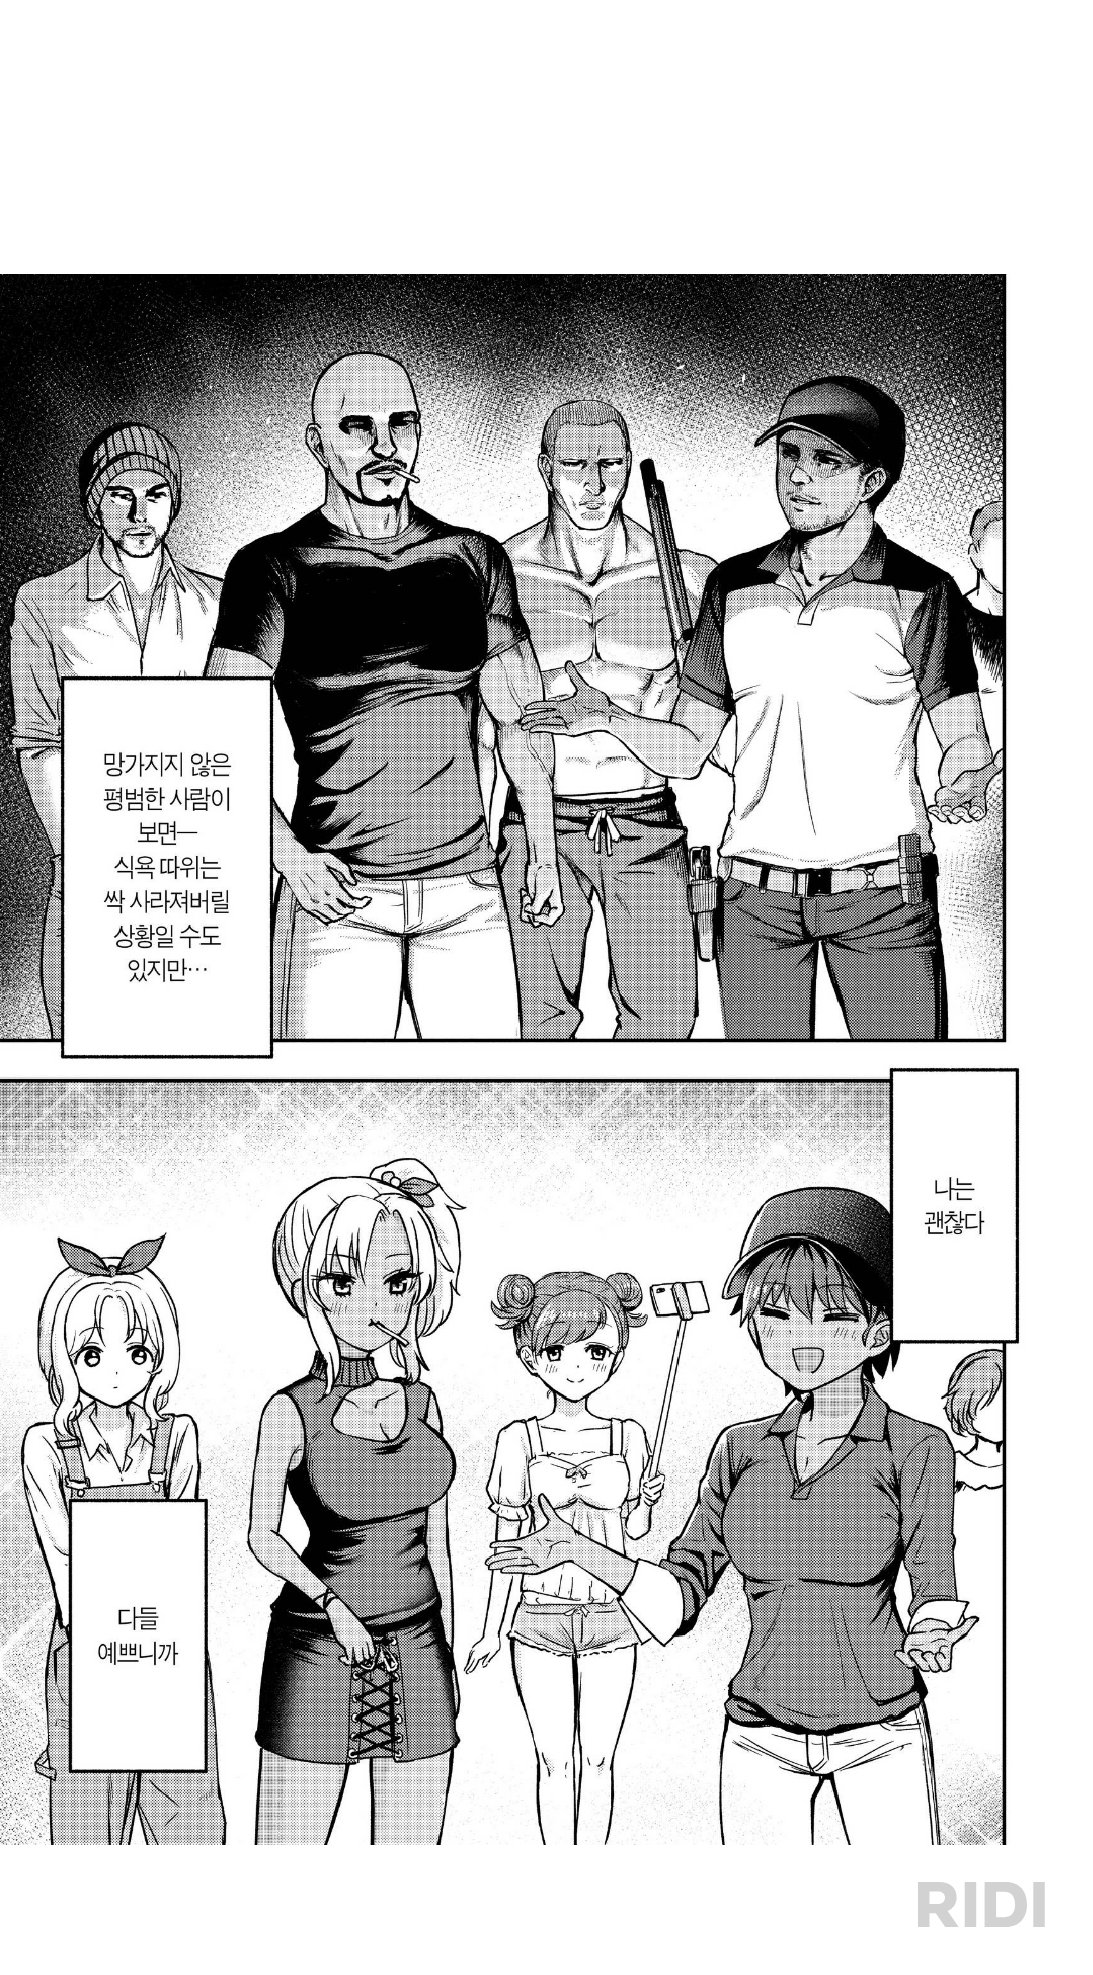 망가지지 않은
평범한 사람이
보면—
식욕 따위는
싹 사라져버릴
상황일 수도
있지만…
나는
괜찮다
다들
예쁘니까
RIDI